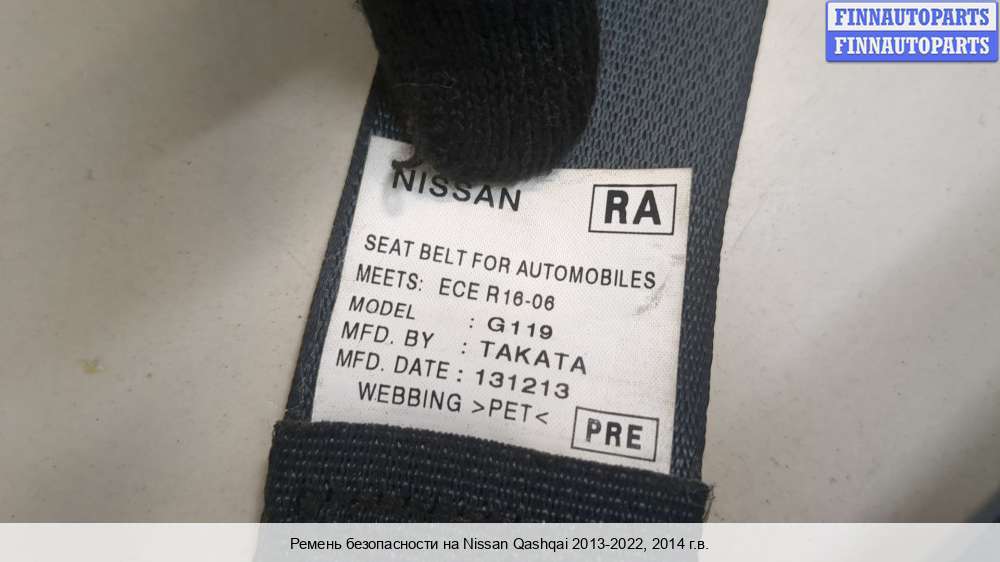 FINNAUTOPARTS
FINNAUTOPARTS
NISSAN
RA
SEAT BELT FOR AUTOMOBILES
MEETS: ECE R16-06
MODEL : G119
MFD. BY : TAKATA
MFD. DATE : 131213
WEBBING >PET<
PRE
Ремень безопасности на Nissan Qashqai 2013-2022, 2014 г.в.